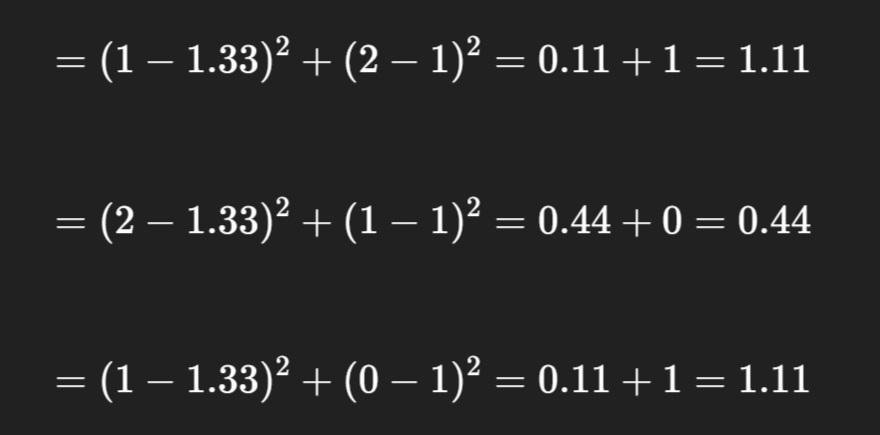 = (1 − 1.33)² + (2 − 1)² = 0.11 + 1 = 1.11
= (2 − 1.33)² + (1 − 1)² = 0.44 + 0 = 0.44
= (1 − 1.33)² + (0 − 1)² = 0.11 + 1 = 1.11